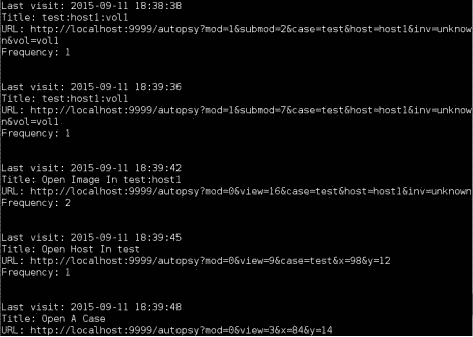 Last visit: 2015-09-11 18:38:38
Title: test:host1:vol1
URL: http://localhost:9999/autopsy?mod=1&submod=2&case=test&host=host1&inv=unknow
n&vol=vol1
Frequency: 1
Last visit: 2015-09-11 18:39:36
Title: test:host1:vol1
URL: http://localhost:9999/autopsy?mod=1&submod=7&case=test&host=host1&inv=unknow
n&vol=vol1
Frequency: 1
Last visit: 2015-09-11 18:39:42
Title: Open Image In test:host1
URL: http://localhost:9999/autopsy?mod=0&view=16&case=test&host=host1&inv=unknown
Frequency: 2
Last visit: 2015-09-11 18:39:45
Title: Open Host In test
URL: http://localhost:9999/autopsy?mod=0&view=9&case=test&x=98&y=12
Frequency: 1
Last visit: 2015-09-11 18:39:48
Title: Open A Case
URL: http://localhost:9999/autopsy?mod=0&view=3&x=84&y=14